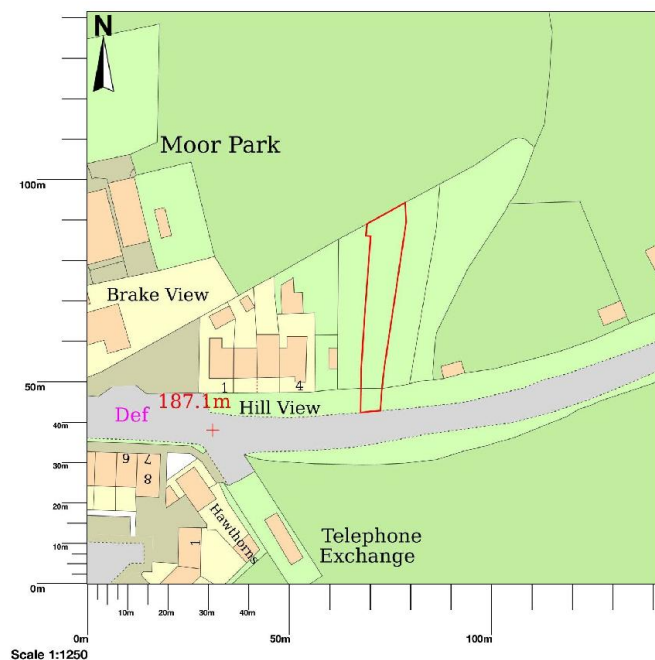 N
Moor Park
100m
Brake View
50m
1
4
187.1m
Hill View
Def
40m
30m
6
7
8
20m
Hawthorns
10m
1
Telephone
Exchange
0m
10m
20m
30m
40m
0m
50m
100m
Scale 1:1250